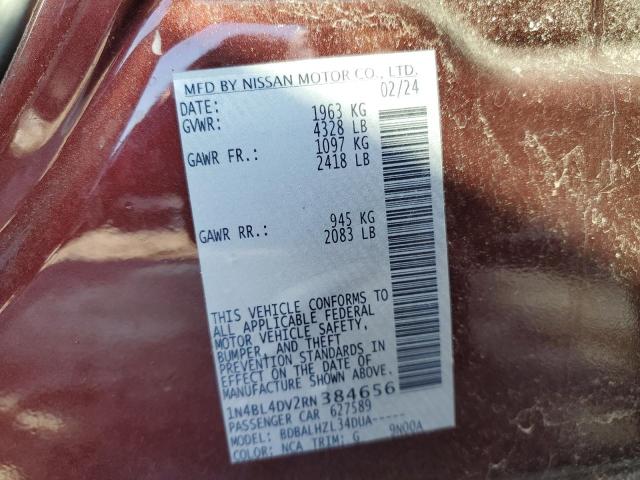 MFD BY NISSAN MOTOR CO., LTD.
DATE: 02/24
GVWR: 1963 KG
4328 LB
GAWR FR.: 1097 KG
2418 LB
GAWR RR.: 945 KG
2083 LB
THIS VEHICLE CONFORMS TO
ALL APPLICABLE FEDERAL
MOTOR VEHICLE SAFETY,
BUMPER, AND THEFT
PREVENTION STANDARDS IN
EFFECT ON THE DATE OF
MANUFACTURE SHOWN ABOVE.
1N4BL4DV2RN384656
PASSENGER CAR 627589
MODEL: BDBALHZL34DUA-----
COLOR: NCA TRIM: G 9N00A